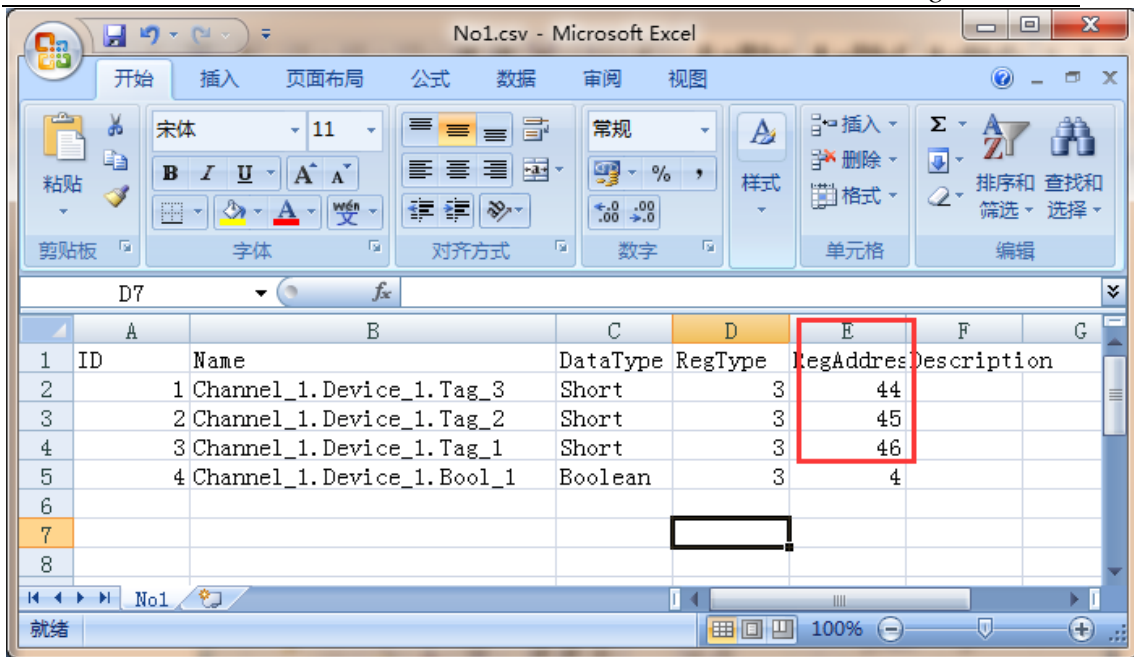 No1.csv - Microsoft Excel
开始 插入 页面布局 公式 数据 审阅 视图
粘贴
剪贴板
宋体 11
B I U A A
A wén 变
字体
对齐方式
常规
% ,
数字
样式
插入
删除
格式
单元格
Σ
排序和筛选
查找和选择
编辑
D7 fx
A B C D E F G
1 ID Name DataType RegType RegAddres Description
2 1 Channel_1.Device_1.Tag_3 Short 3 44
3 2 Channel_1.Device_1.Tag_2 Short 3 45
4 3 Channel_1.Device_1.Tag_1 Short 3 46
5 4 Channel_1.Device_1.Bool_1 Boolean 3 4
6
7
8
No1
就绪 100%